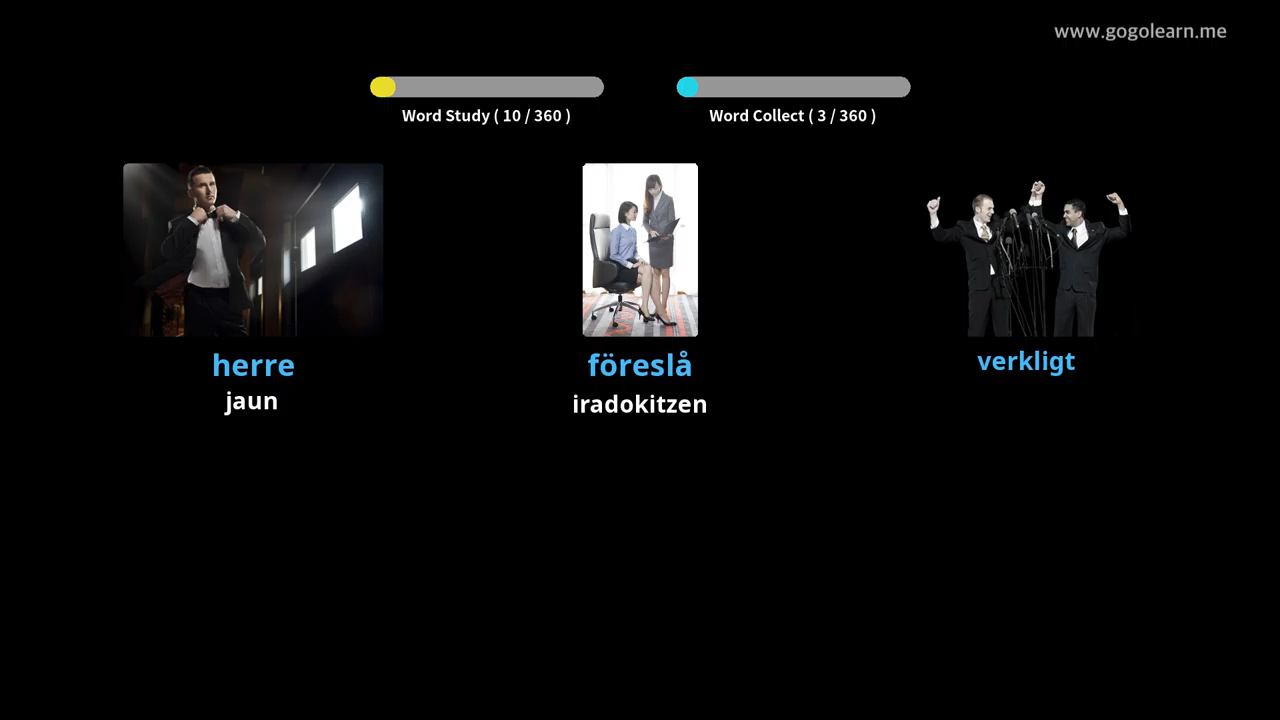 www.gogolearn.me
Word Study ( 10 / 360 )
Word Collect ( 3 / 360 )
herre
jaun
föreslå
iradokitzen
verkligt